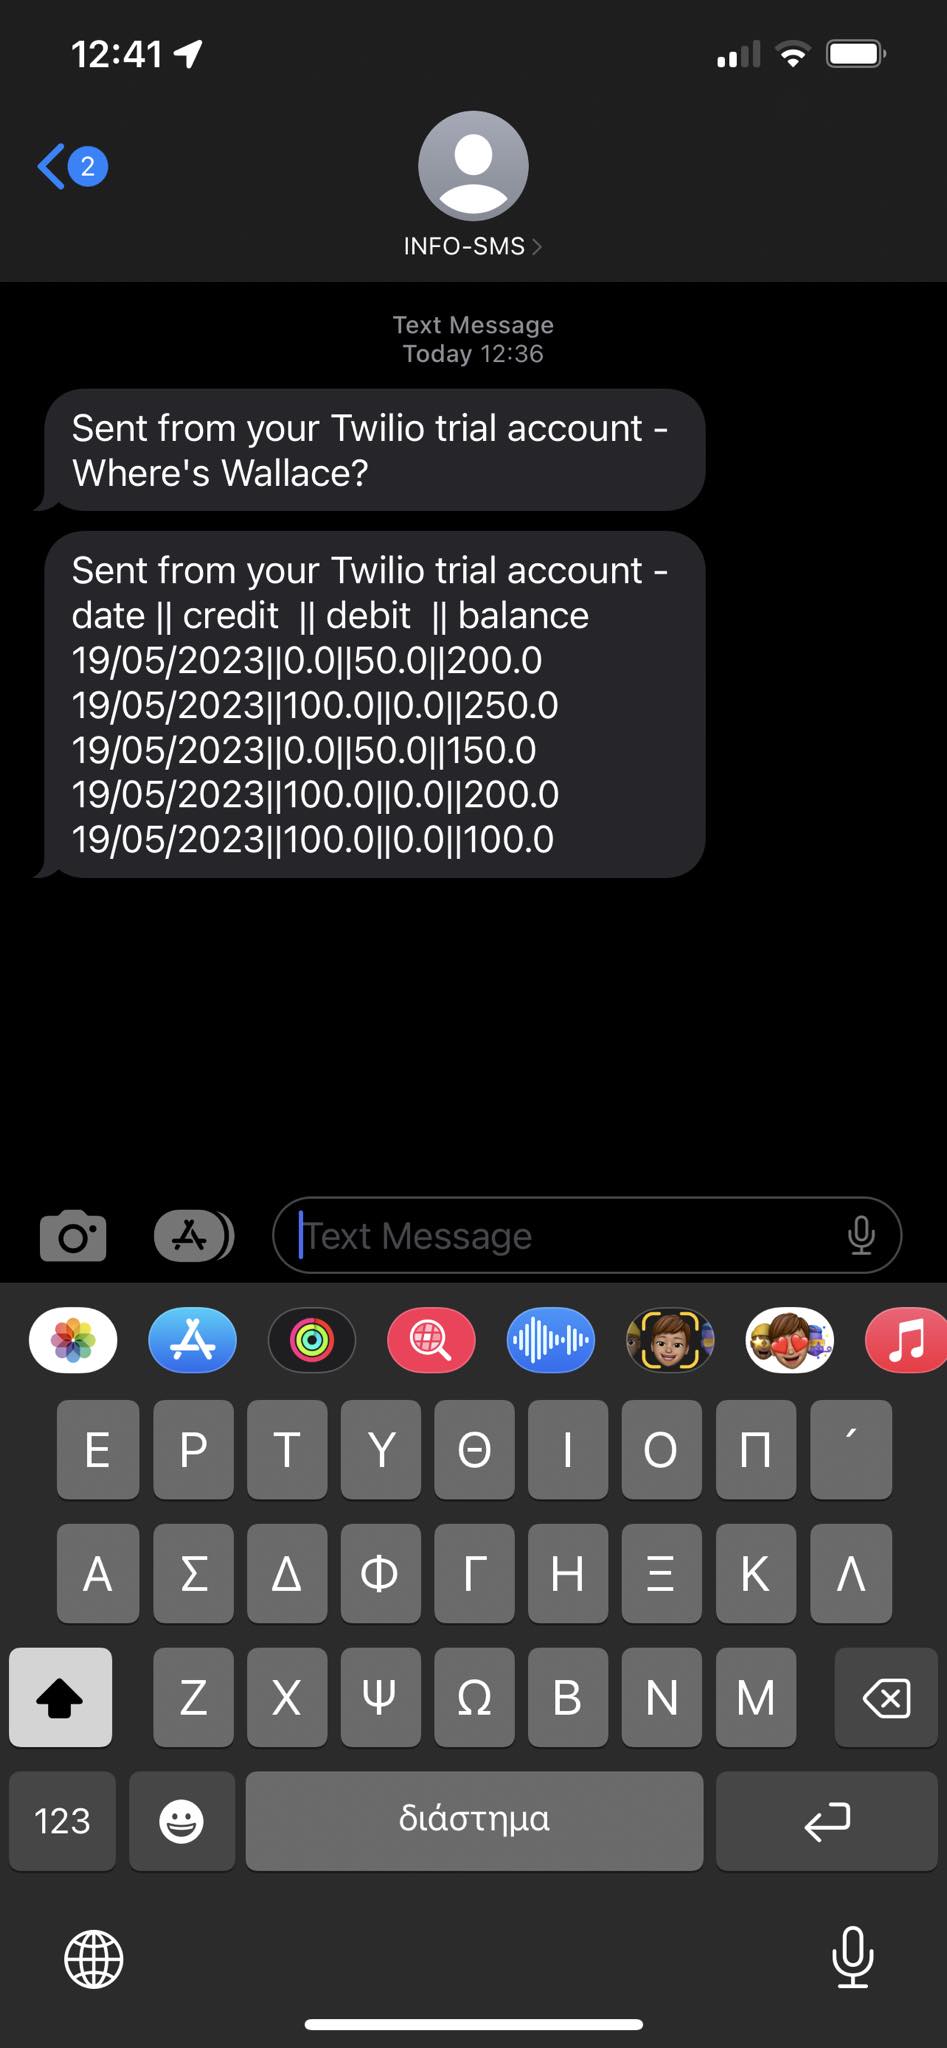 12:41
2
INFO-SMS
Text Message
Today 12:36
Sent from your Twilio trial account -
Where's Wallace?
Sent from your Twilio trial account -
date || credit  || debit  || balance
19/05/2023||0.0||50.0||200.0
19/05/2023||100.0||0.0||250.0
19/05/2023||0.0||50.0||150.0
19/05/2023||100.0||0.0||200.0
19/05/2023||100.0||0.0||100.0
Text Message
Ε Ρ Τ Υ Θ Ι Ο Π ΄
Α Σ Δ Φ Γ Η Ξ Κ Λ
Ζ Χ Ψ Ω Β Ν Μ
123 διάστημα